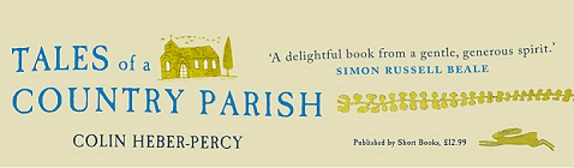 TALES of a
COUNTRY PARISH
COLIN HEBER-PERCY
‘A delightful book from a gentle, generous spirit.’
SIMON RUSSELL BEALE
Published by Short Books, £12.99